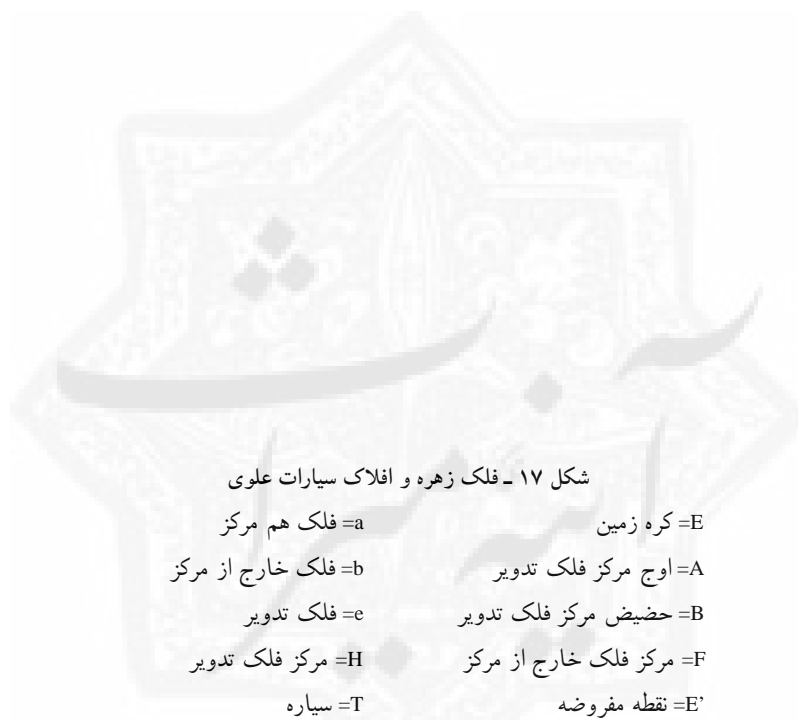 شکل ۱۷ ـ فلک زهره و افلاک سیارات علوی
E= کره زمین a= فلک هم مرکز
A= اوج مرکز فلک تدویر b= فلک خارج از مرکز
B= حضیض مرکز فلک تدویر e= فلک تدویر
F= مرکز فلک خارج از مرکز H= مرکز فلک تدویر
E’= نقطه مفروضه T= سیاره